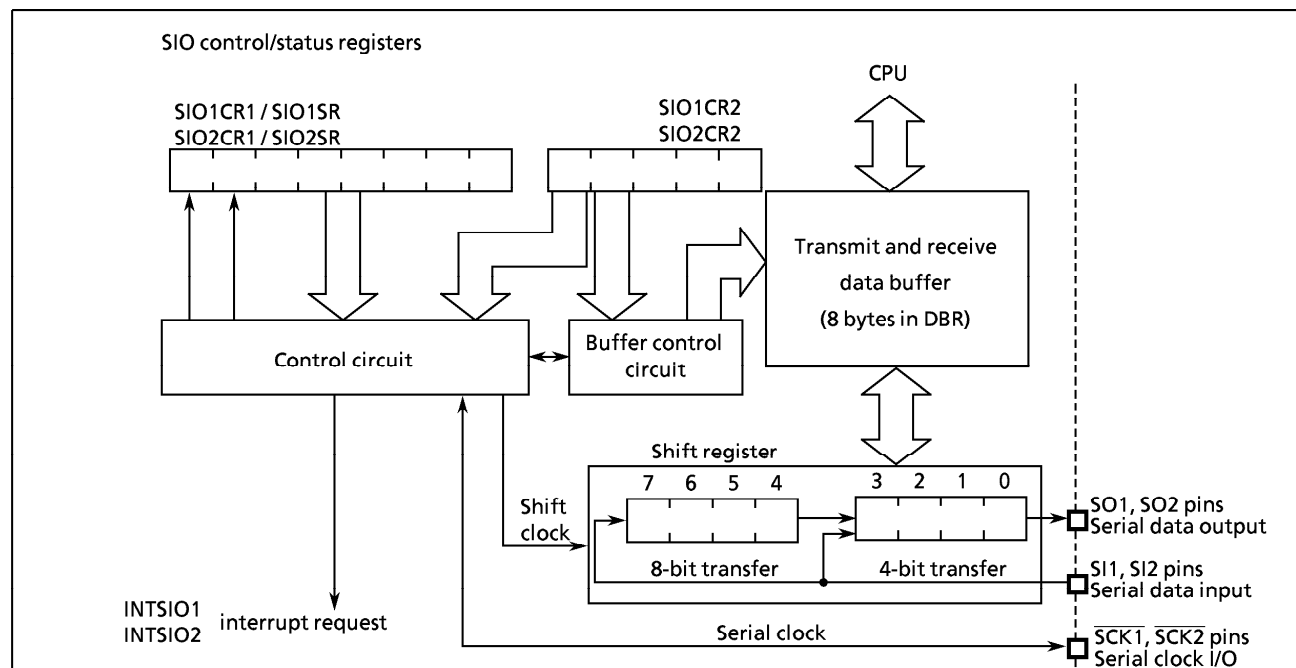 SIO control/status registers
CPU
SIO1CR1 / SIO1SR
SIO2CR1 / SIO2SR
SIO1CR2
SIO2CR2
Transmit and receive
data buffer
(8 bytes in DBR)
Control circuit
Buffer control
circuit
Shift register
7 6 5 4
3 2 1 0
Shift
clock
SO1, SO2 pins
Serial data output
8-bit transfer
4-bit transfer
SI1, SI2 pins
Serial data input
INTSIO1
INTSIO2
interrupt request
Serial clock
S̅C̅K̅1̅, S̅C̅K̅2̅ pins
Serial clock I/O